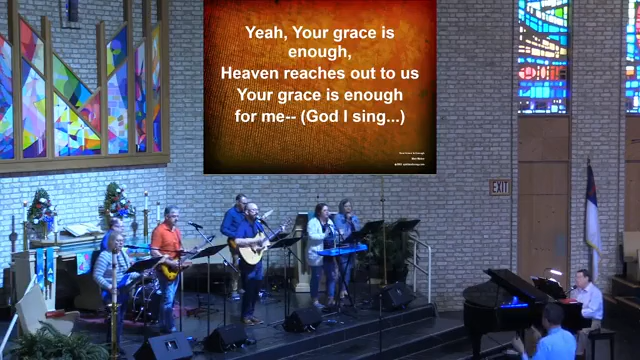 Yeah, Your grace is
enough,
Heaven reaches out to us
Your grace is enough
for me-- (God I sing...)
EXIT